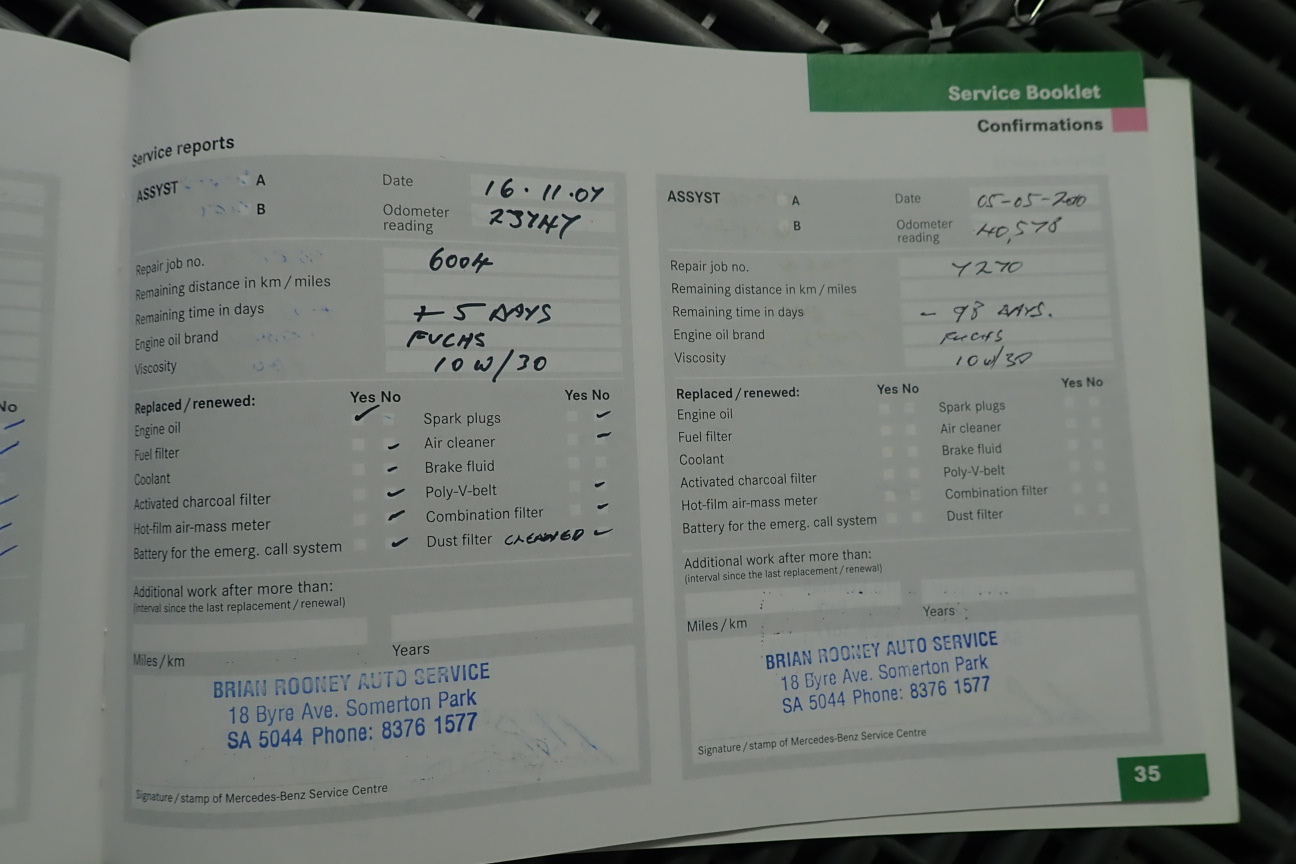 No
Service Booklet
Confirmations
Service reports
ASSYST
A
B
Date 16·11·07
Odometer reading
Repair job no. 6004
Remaining distance in km / miles
Remaining time in days + 5 DAYS
Engine oil brand FUCHS
Viscosity 10 W/30
Replaced / renewed: Yes No
Engine oil
Fuel filter
Coolant
Activated charcoal filter
Hot-film air-mass meter
Battery for the emerg. call system
Yes No
Spark plugs
Air cleaner
Brake fluid
Poly-V-belt
Combination filter
Dust filter CLEANED
Additional work after more than:
(interval since the last replacement / renewal)
Miles / km
Years
BRIAN ROONEY AUTO SERVICE
18 Byre Ave. Somerton Park
SA 5044 Phone: 8376 1577
Signature / stamp of Mercedes-Benz Service Centre
ASSYST
A
B
Date 05-05-2010
Odometer reading 40,578
Repair job no. 7270
Remaining distance in km / miles
Remaining time in days - 98 DAYS.
Engine oil brand FUCHS
Viscosity 10w/30
Replaced / renewed: Yes No
Engine oil
Fuel filter
Coolant
Activated charcoal filter
Hot-film air-mass meter
Battery for the emerg. call system
Yes No
Spark plugs
Air cleaner
Brake fluid
Poly-V-belt
Combination filter
Dust filter
Additional work after more than:
(interval since the last replacement / renewal)
Miles / km
Years
BRIAN ROONEY AUTO SERVICE
18 Byre Ave. Somerton Park
SA 5044 Phone: 8376 1577
Signature / stamp of Mercedes-Benz Service Centre
35